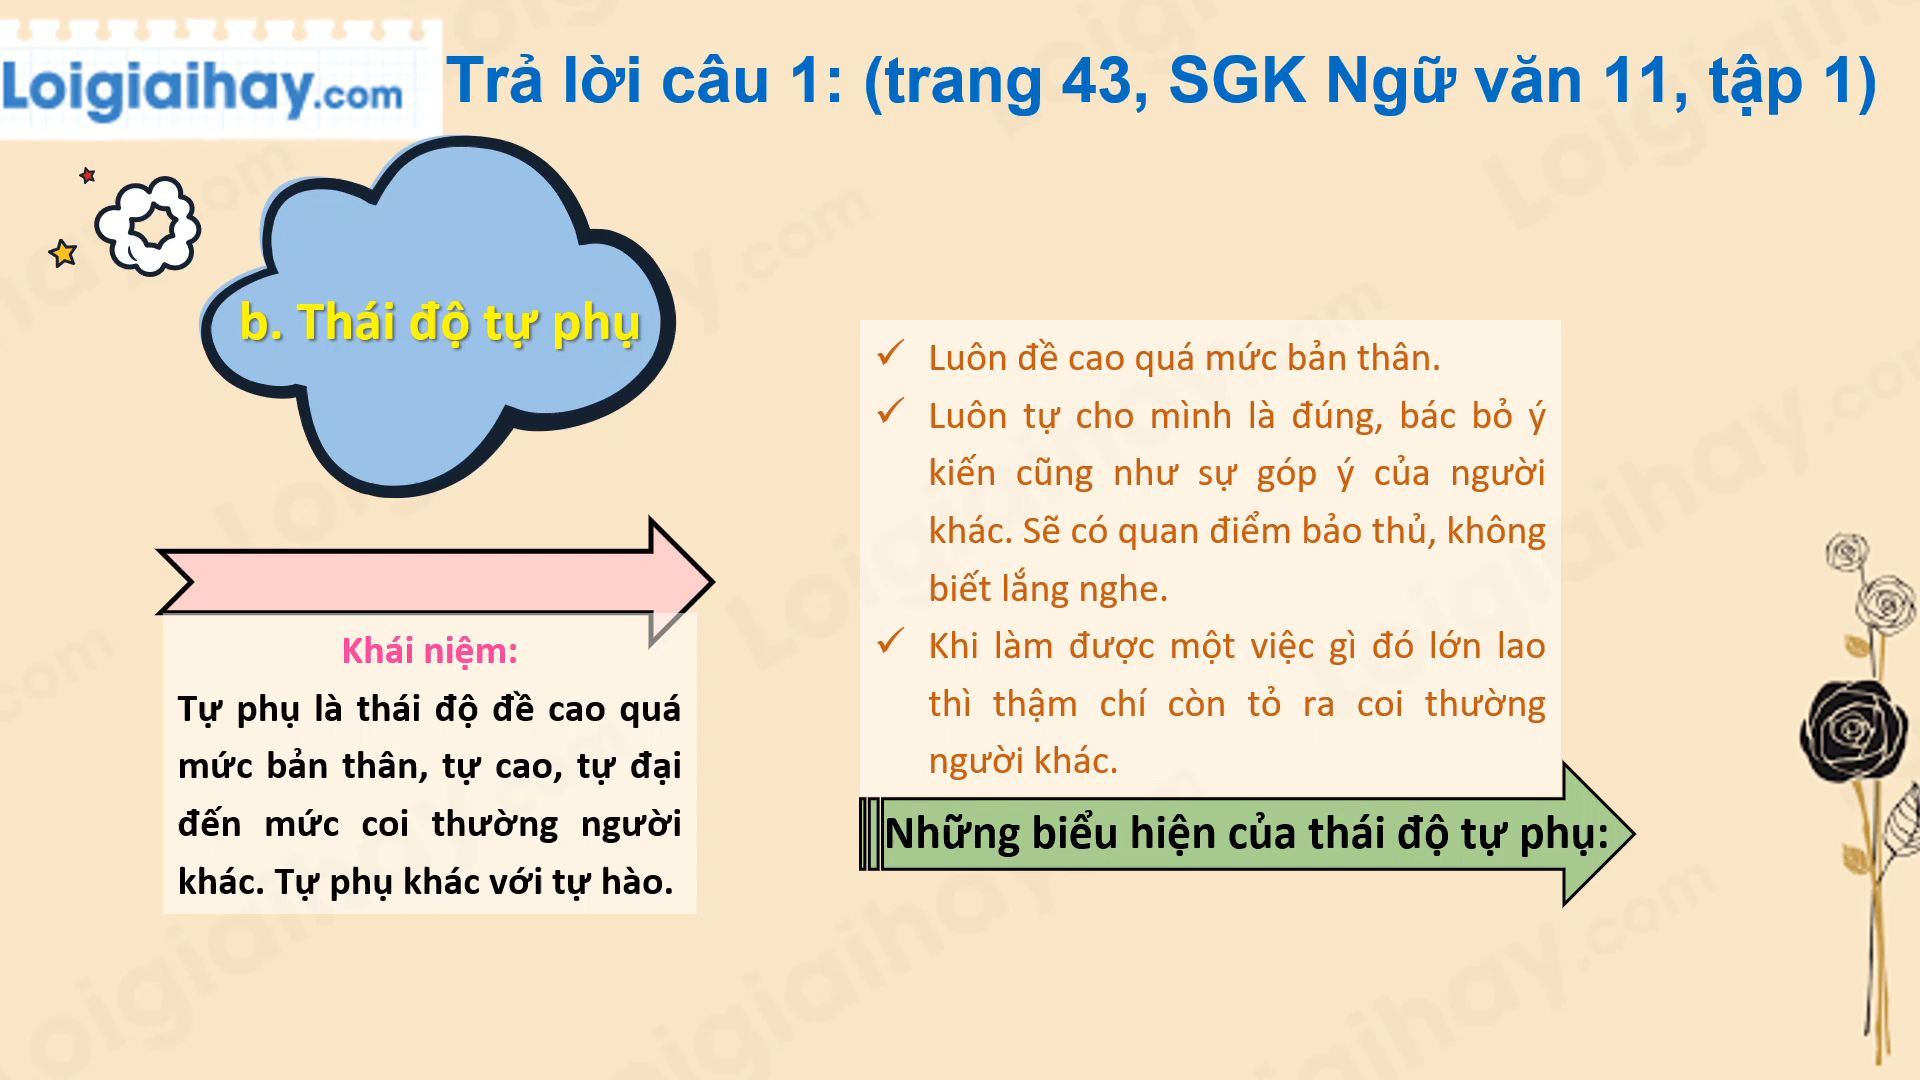 Loigiaihay.com
Trả lời câu 1: (trang 43, SGK Ngữ văn 11, tập 1)
b. Thái độ tự phụ
Khái niệm:
Tự phụ là thái độ đề cao quá
mức bản thân, tự cao, tự đại
đến mức coi thường người
khác. Tự phụ khác với tự hào.
Luôn đề cao quá mức bản thân.
Luôn tự cho mình là đúng, bác bỏ ý
kiến cũng như sự góp ý của người
khác. Sẽ có quan điểm bảo thủ, không
biết lắng nghe.
Khi làm được một việc gì đó lớn lao
thì thậm chí còn tỏ ra coi thường
người khác.
Những biểu hiện của thái độ tự phụ: